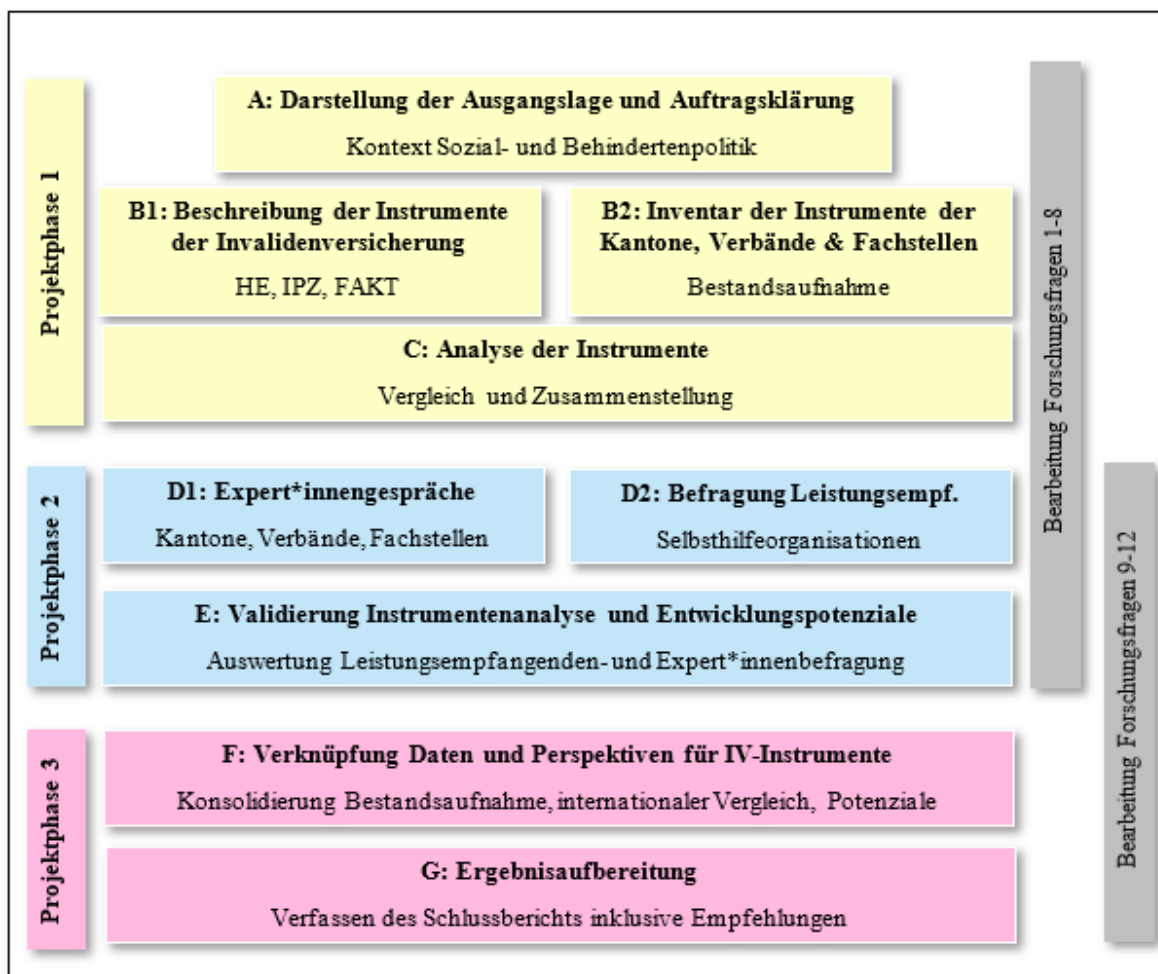 Projektphase 1
A: Darstellung der Ausgangslage und Auftragsklärung
Kontext Sozial- und Behindertenpolitik
B1: Beschreibung der Instrumente
der Invalidenversicherung
HE, IPZ, FAKT
B2: Inventar der Instrumente der
Kantone, Verbände & Fachstellen
Bestandsaufnahme
C: Analyse der Instrumente
Vergleich und Zusammenstellung
Projektphase 2
D1: Expert*innengespräche
Kantone, Verbände, Fachstellen
D2: Befragung Leistungsempf.
Selbsthilfeorganisationen
E: Validierung Instrumentenanalyse und Entwicklungspotenziale
Auswertung Leistungsempfangenden- und Expert*innenbefragung
Projektphase 3
F: Verknüpfung Daten und Perspektiven für IV-Instrumente
Konsolidierung Bestandsaufnahme, internationaler Vergleich, Potenziale
G: Ergebnisaufbereitung
Verfassen des Schlussberichts inklusive Empfehlungen
Bearbeitung Forschungsfragen 1-8
Bearbeitung Forschungsfragen 9-12